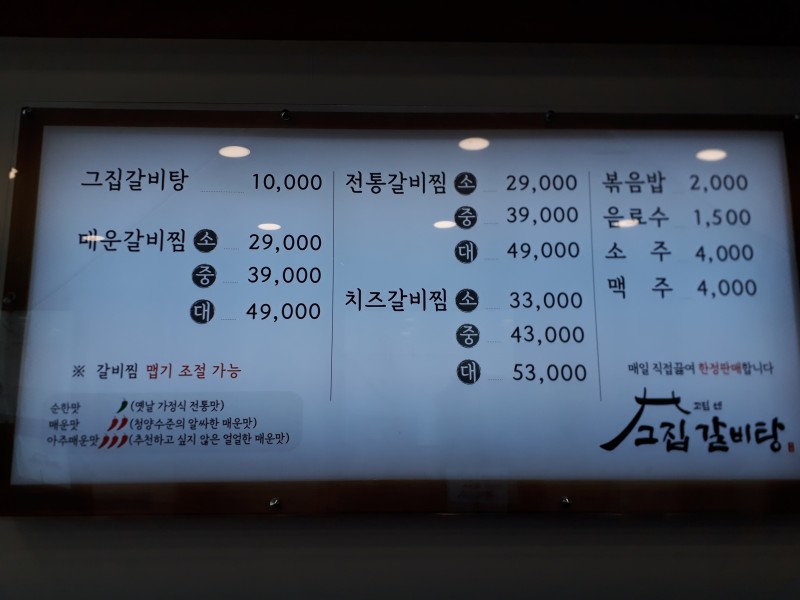 그집갈비탕 10,000
매운갈비찜 소 29,000
중 39,000
대 49,000
※ 갈비찜 맵기 조절 가능
순한맛 (옛날 가정식 전통맛)
매운맛 (청양수준의 알싸한 매운맛)
아주매운맛 (추천하고 싶지 않은 얼얼한 매운맛)
전통갈비찜 소 29,000
중 39,000
대 49,000
치즈갈비찜 소 33,000
중 43,000
대 53,000
볶음밥 2,000
음료수 1,500
소 주 4,000
맥 주 4,000
매일 직접끓여 한정판매합니다
그집 갈비탕